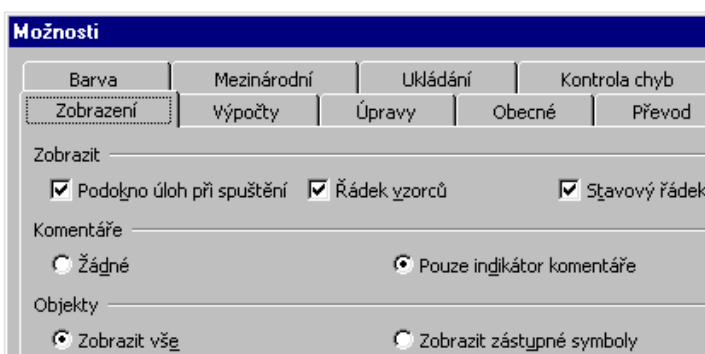 Možnosti
Barva Mezinárodní Ukládání Kontrola chyb
Zobrazení Výpočty Úpravy Obecné Převod
Zobrazit
Podokno úloh při spuštění Řádek vzorců Stavový řádek
Komentáře
Žádné Pouze indikátor komentáře
Objekty
Zobrazit vše Zobrazit zástupné symboly